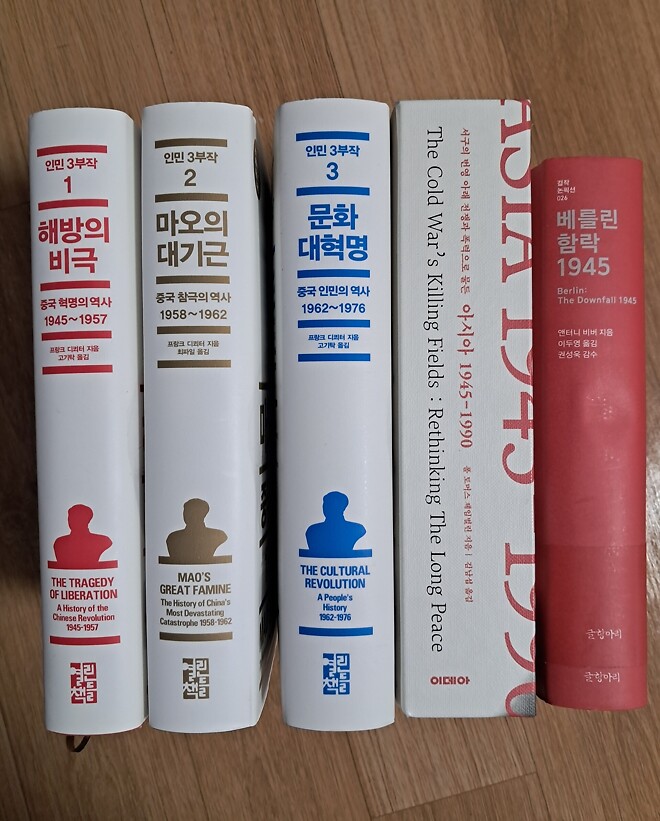 인민 3부작
1
해방의
비극
중국 혁명의 역사
1945~1957
프랑크 디쾨터 지음
고기탁 옮김
THE TRAGEDY
OF LIBERATION
A History of the
Chinese Revolution
1945-1957
열린책들
인민 3부작
2
마오의
대기근
중국 참극의 역사
1958~1962
프랑크 디쾨터 지음
최파일 옮김
MAO'S
GREAT FAMINE
The History of China's
Most Devastating
Catastrophe 1958-1962
열린책들
인민 3부작
3
문화
대혁명
중국 인민의 역사
1962~1976
프랑크 디쾨터 지음
고기탁 옮김
THE CULTURAL
REVOLUTION
A People's
History
1962-1976
열린책들
ASIA 1945 1990
서구의 번영 아래 전쟁과 폭력으로 물든 아시아 1945-1990
폴 토머스 체임벌린 지음 | 김남섭 옮김
The Cold War's Killing Fields : Rethinking The Long Peace
이데아
걸작
논픽션
026
베를린
함락
1945
Berlin:
The Downfall 1945
앤터니 비버 지음
이두영 옮김
권성욱 감수
글항아리
글항아리